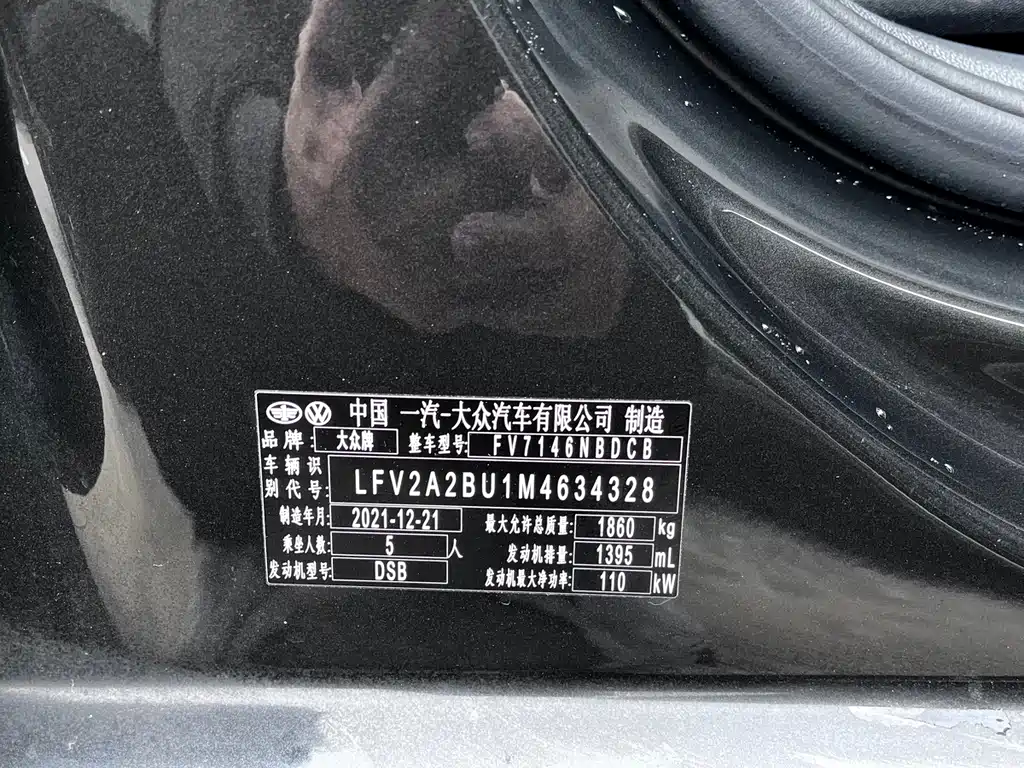 中国 一汽-大众汽车有限公司 制造
品牌: 大众牌 整车型号: FV7146NBDCB
车辆识别代号: LFV2A2BU1M4634328
制造年月: 2021-12-21 最大允许总质量: 1860 kg
乘坐人数: 5 人 发动机排量: 1395 mL
发动机型号: DSB 发动机最大净功率: 110 kW